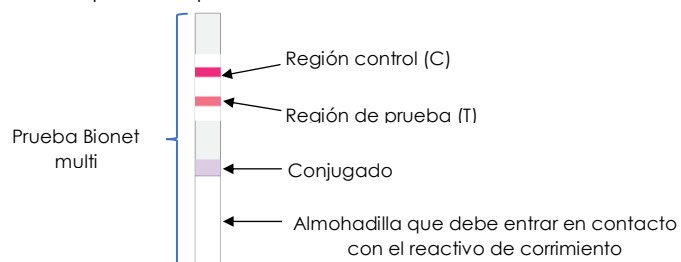 Región control (C)
Región de prueba (T)
Prueba Bionet
multi
Conjugado
Almohadilla que debe entrar en contacto
con el reactivo de corrimiento